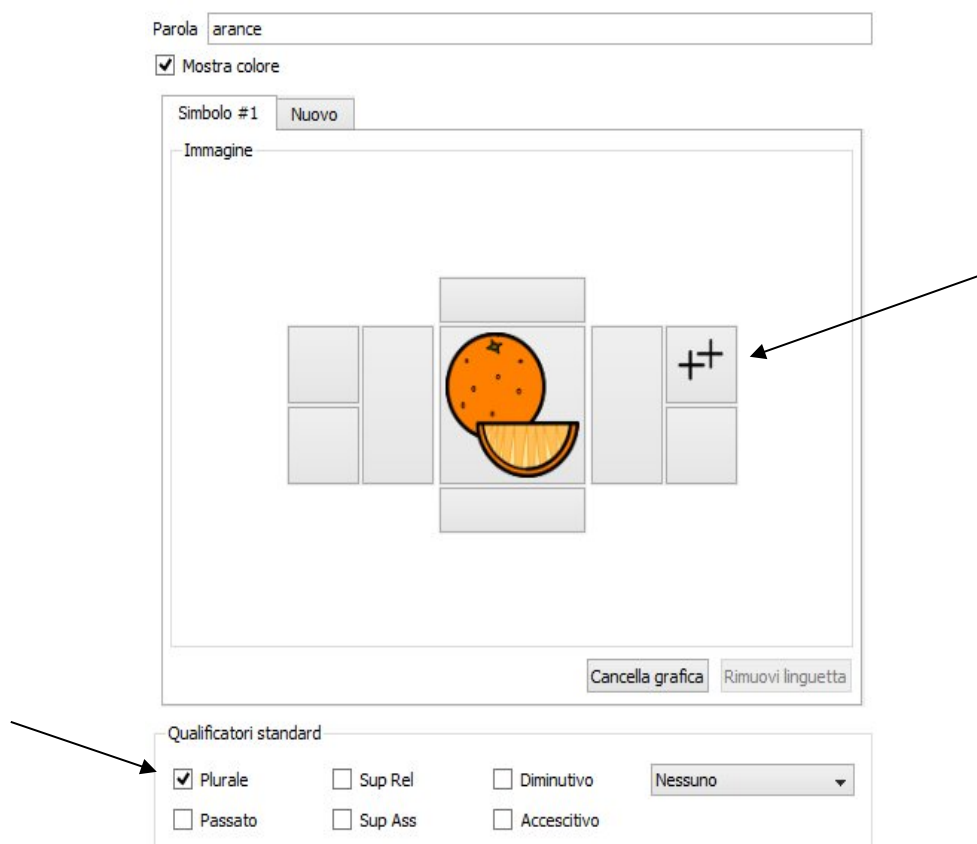 Parola arance
Mostra colore
Simbolo #1 Nuovo
Immagine
++
Cancella grafica Rimuovi linguetta
Qualificatori standard
Plurale Sup Rel Diminutivo Nessuno
Passato Sup Ass Accescitivo